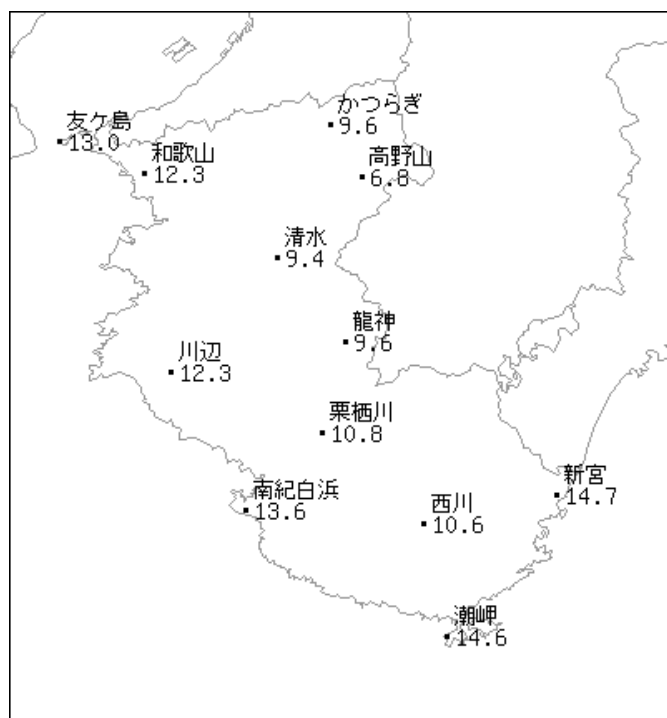 かつらぎ
9.6
友ケ島
13.0
和歌山
12.3
高野山
6.8
清水
9.4
龍神
9.6
川辺
12.3
栗栖川
10.8
新宮
14.7
南紀白浜
13.6
西川
10.6
潮岬
14.6